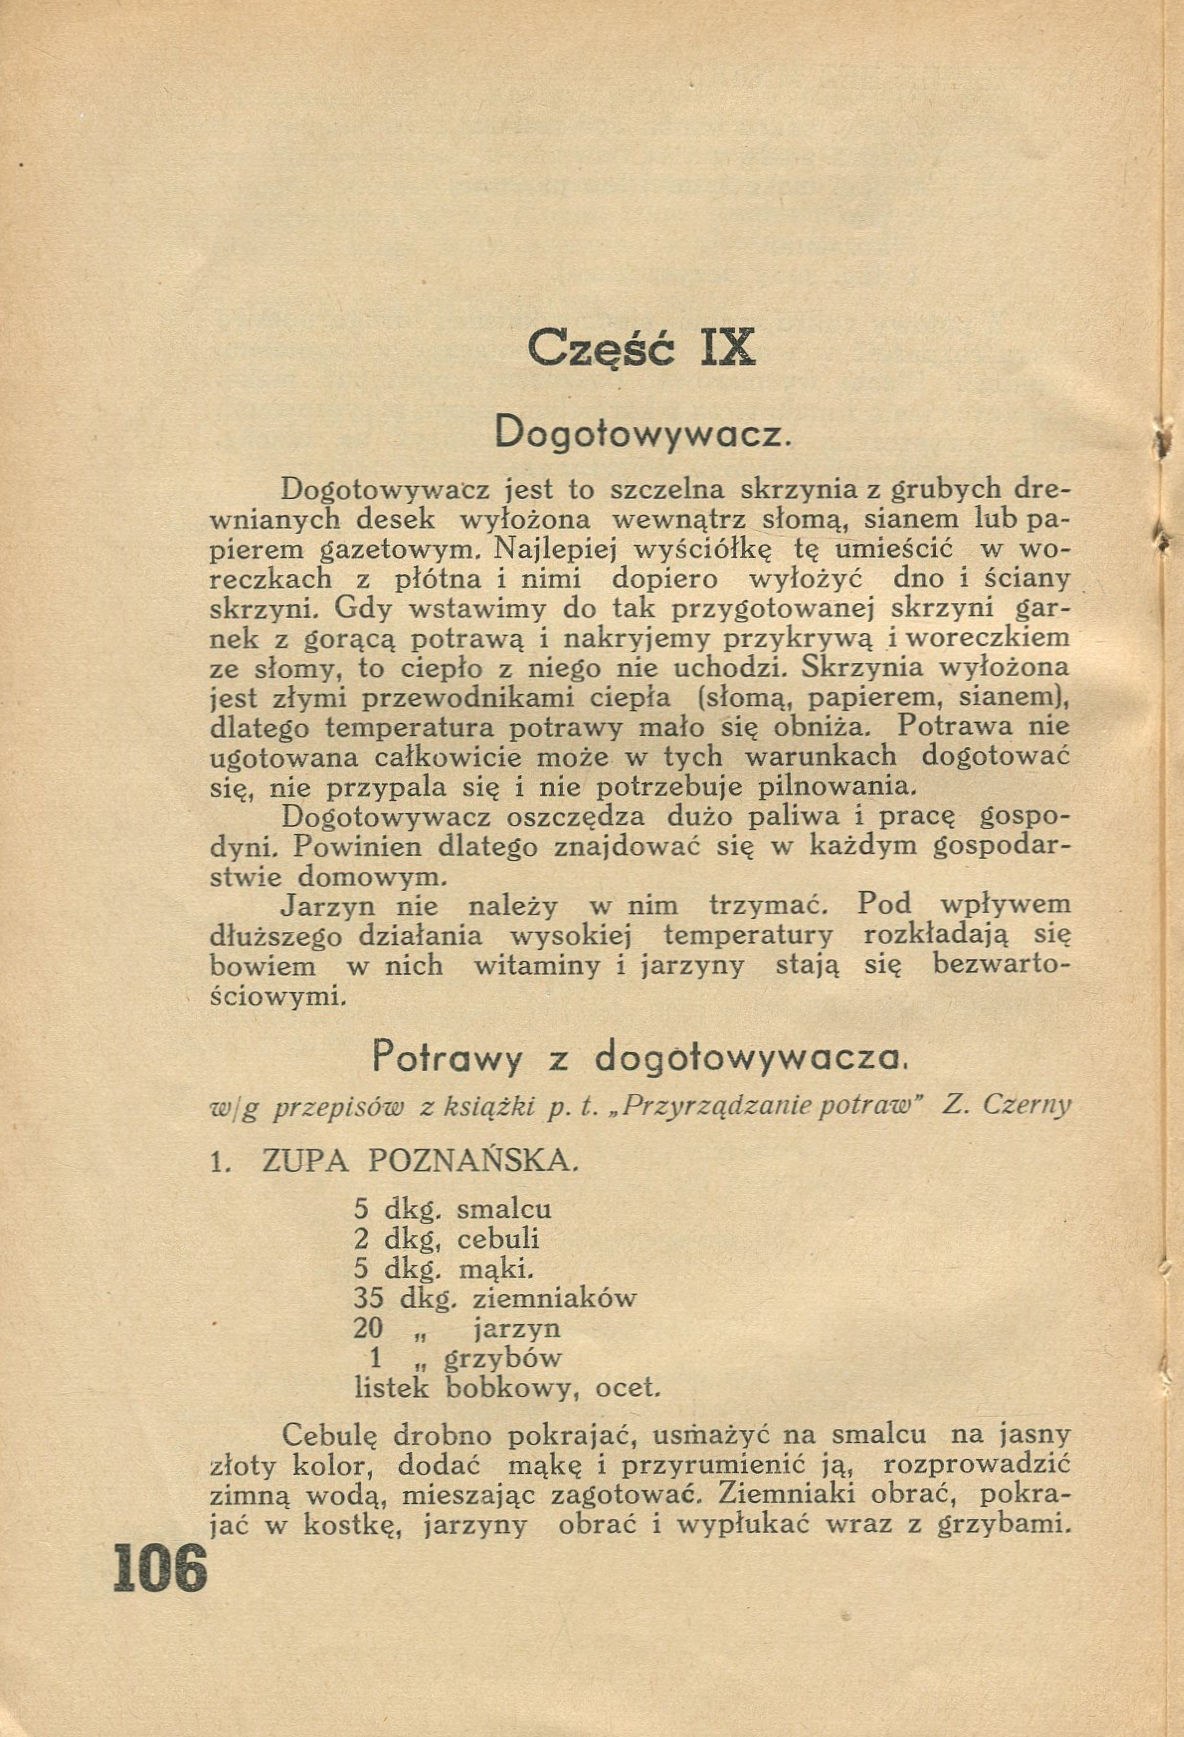 Część IX
Dogotowywacz.
Dogotowywacz jest to szczelna skrzynia z grubych dre-
wnianych desek wyłożona wewnątrz słomą, sianem lub pa-
pierem gazetowym. Najlepiej wyściółkę tę umieścić w wo-
reczkach z płótna i nimi dopiero wyłożyć dno i ściany
skrzyni. Gdy wstawimy do tak przygotowanej skrzyni gar-
nek z gorącą potrawą i nakryjemy przykrywą i woreczkiem
ze słomy, to ciepło z niego nie uchodzi. Skrzynia wyłożona
jest złymi przewodnikami ciepła (słomą, papierem, sianem),
dlatego temperatura potrawy mało się obniża. Potrawa nie
ugotowana całkowicie może w tych warunkach dogotować
się, nie przypala się i nie potrzebuje pilnowania.
Dogotowywacz oszczędza dużo paliwa i pracę gospo-
dyni. Powinien dlatego znajdować się w każdym gospodar-
stwie domowym.
Jarzyn nie należy w nim trzymać. Pod wpływem
dłuższego działania wysokiej temperatury rozkładają się
bowiem w nich witaminy i jarzyny stają się bezwarto-
ściowymi.
Potrawy z dogotowywacza.
w/g przepisów z książki p. t. „Przyrządzanie potraw” Z. Czerny
1. ZUPA POZNAŃSKA.
5 dkg. smalcu
2 dkg, cebuli
5 dkg. mąki.
35 dkg. ziemniaków
20 „ jarzyn
1 „ grzybów
listek bobkowy, ocet.
Cebulę drobno pokrajać, usmażyć na smalcu na jasny
złoty kolor, dodać mąkę i przyrumienić ją, rozprowadzić
zimną wodą, mieszając zagotować. Ziemniaki obrać, pokra-
jać w kostkę, jarzyny obrać i wypłukać wraz z grzybami.
106